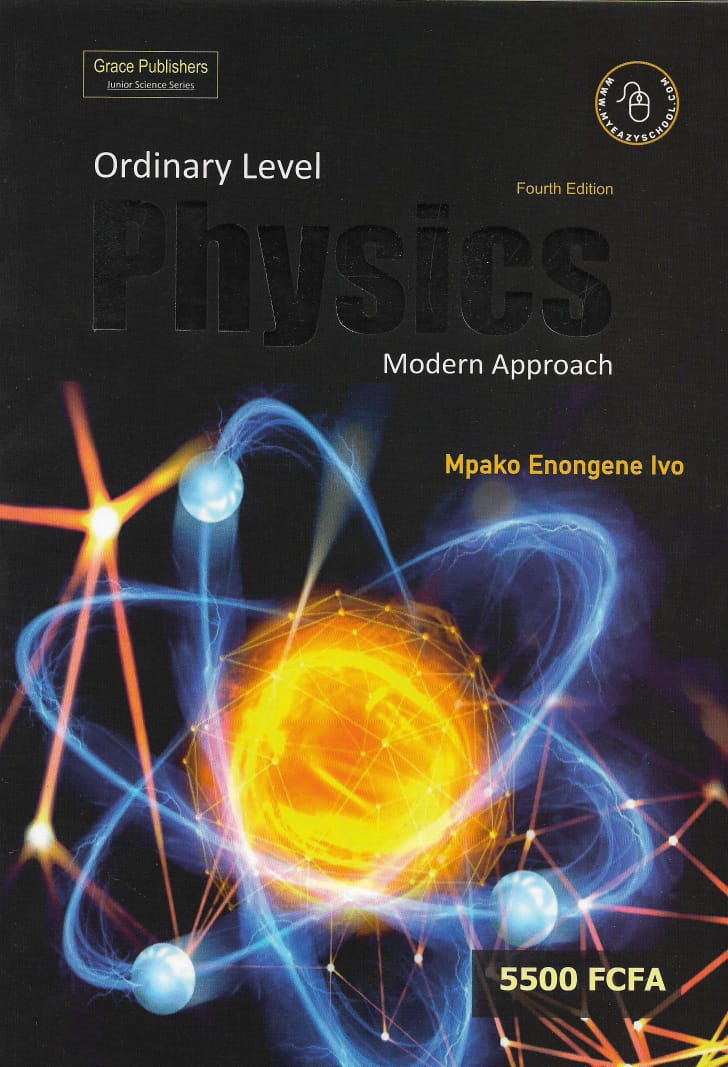 Grace Publishers
Junior Science Series
WWW.MYEAZYSCHOOL.COM
Ordinary Level
Fourth Edition
Physics
Modern Approach
Mpako Enongene Ivo
5500 FCFA